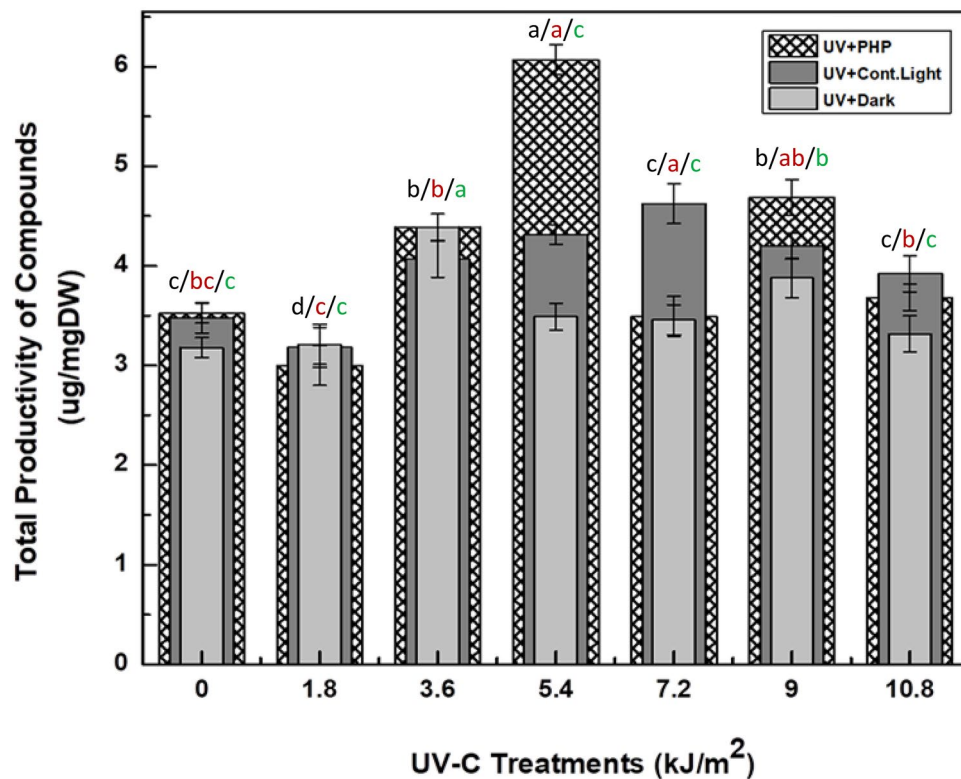 Total Productivity of Compounds
(ug/mgDW)
6
5
4
3
2
1
0
a/a/c
b/b/a
c/a/c
b/ab/b
c/bc/c
d/c/c
c/b/c
UV+PHP
UV+Cont.Light
UV+Dark
0 1.8 3.6 5.4 7.2 9 10.8
UV-C Treatments (kJ/m²)